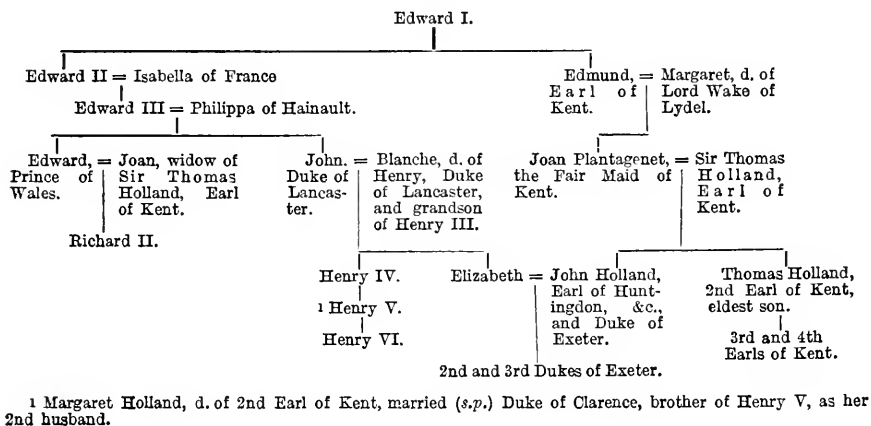 Edward I.
Edward II = Isabella of France
Edmund, = Margaret, d. of
Earl of Lord Wake of
Kent. Lydel.
Edward III = Philippa of Hainault.
Edward, = Joan, widow of
Prince of Sir Thomas
Wales. Holland, Earl
of Kent.
Richard II.
John. = Blanche, d. of
Duke of Henry, Duke
Lancas- of Lancaster,
ter. and grandson
of Henry III.
Joan Plantagenet, = Sir Thomas
the Fair Maid of Holland,
Kent. Earl of
Kent.
Henry IV.
1 Henry V.
Henry VI.
Elizabeth = John Holland,
Earl of Hunt-
ingdon, &c.,
and Duke of
Exeter.
Thomas Holland,
2nd Earl of Kent,
eldest son.
3rd and 4th
Earls of Kent.
2nd and 3rd Dukes of Exeter.
1 Margaret Holland, d. of 2nd Earl of Kent, married (s.p.) Duke of Clarence, brother of Henry V, as her
2nd husband.